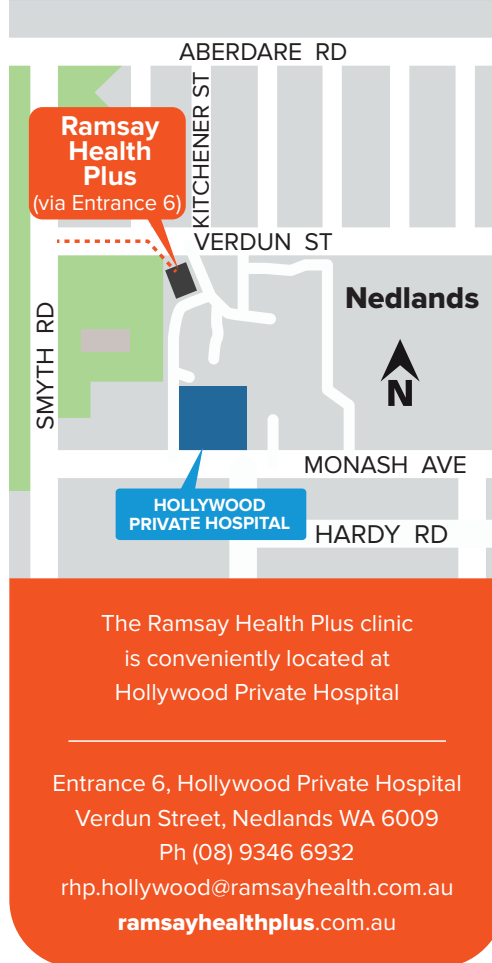 ABERDARE RD
KITCHENER ST
Ramsay
Health
Plus
(via Entrance 6)
VERDUN ST
Nedlands
SMYTH RD
N
MONASH AVE
HOLLYWOOD
PRIVATE HOSPITAL
HARDY RD
The Ramsay Health Plus clinic
is conveniently located at
Hollywood Private Hospital
Entrance 6, Hollywood Private Hospital
Verdun Street, Nedlands WA 6009
Ph (08) 9346 6932
rhp.hollywood@ramsayhealth.com.au
ramsayhealthplus.com.au